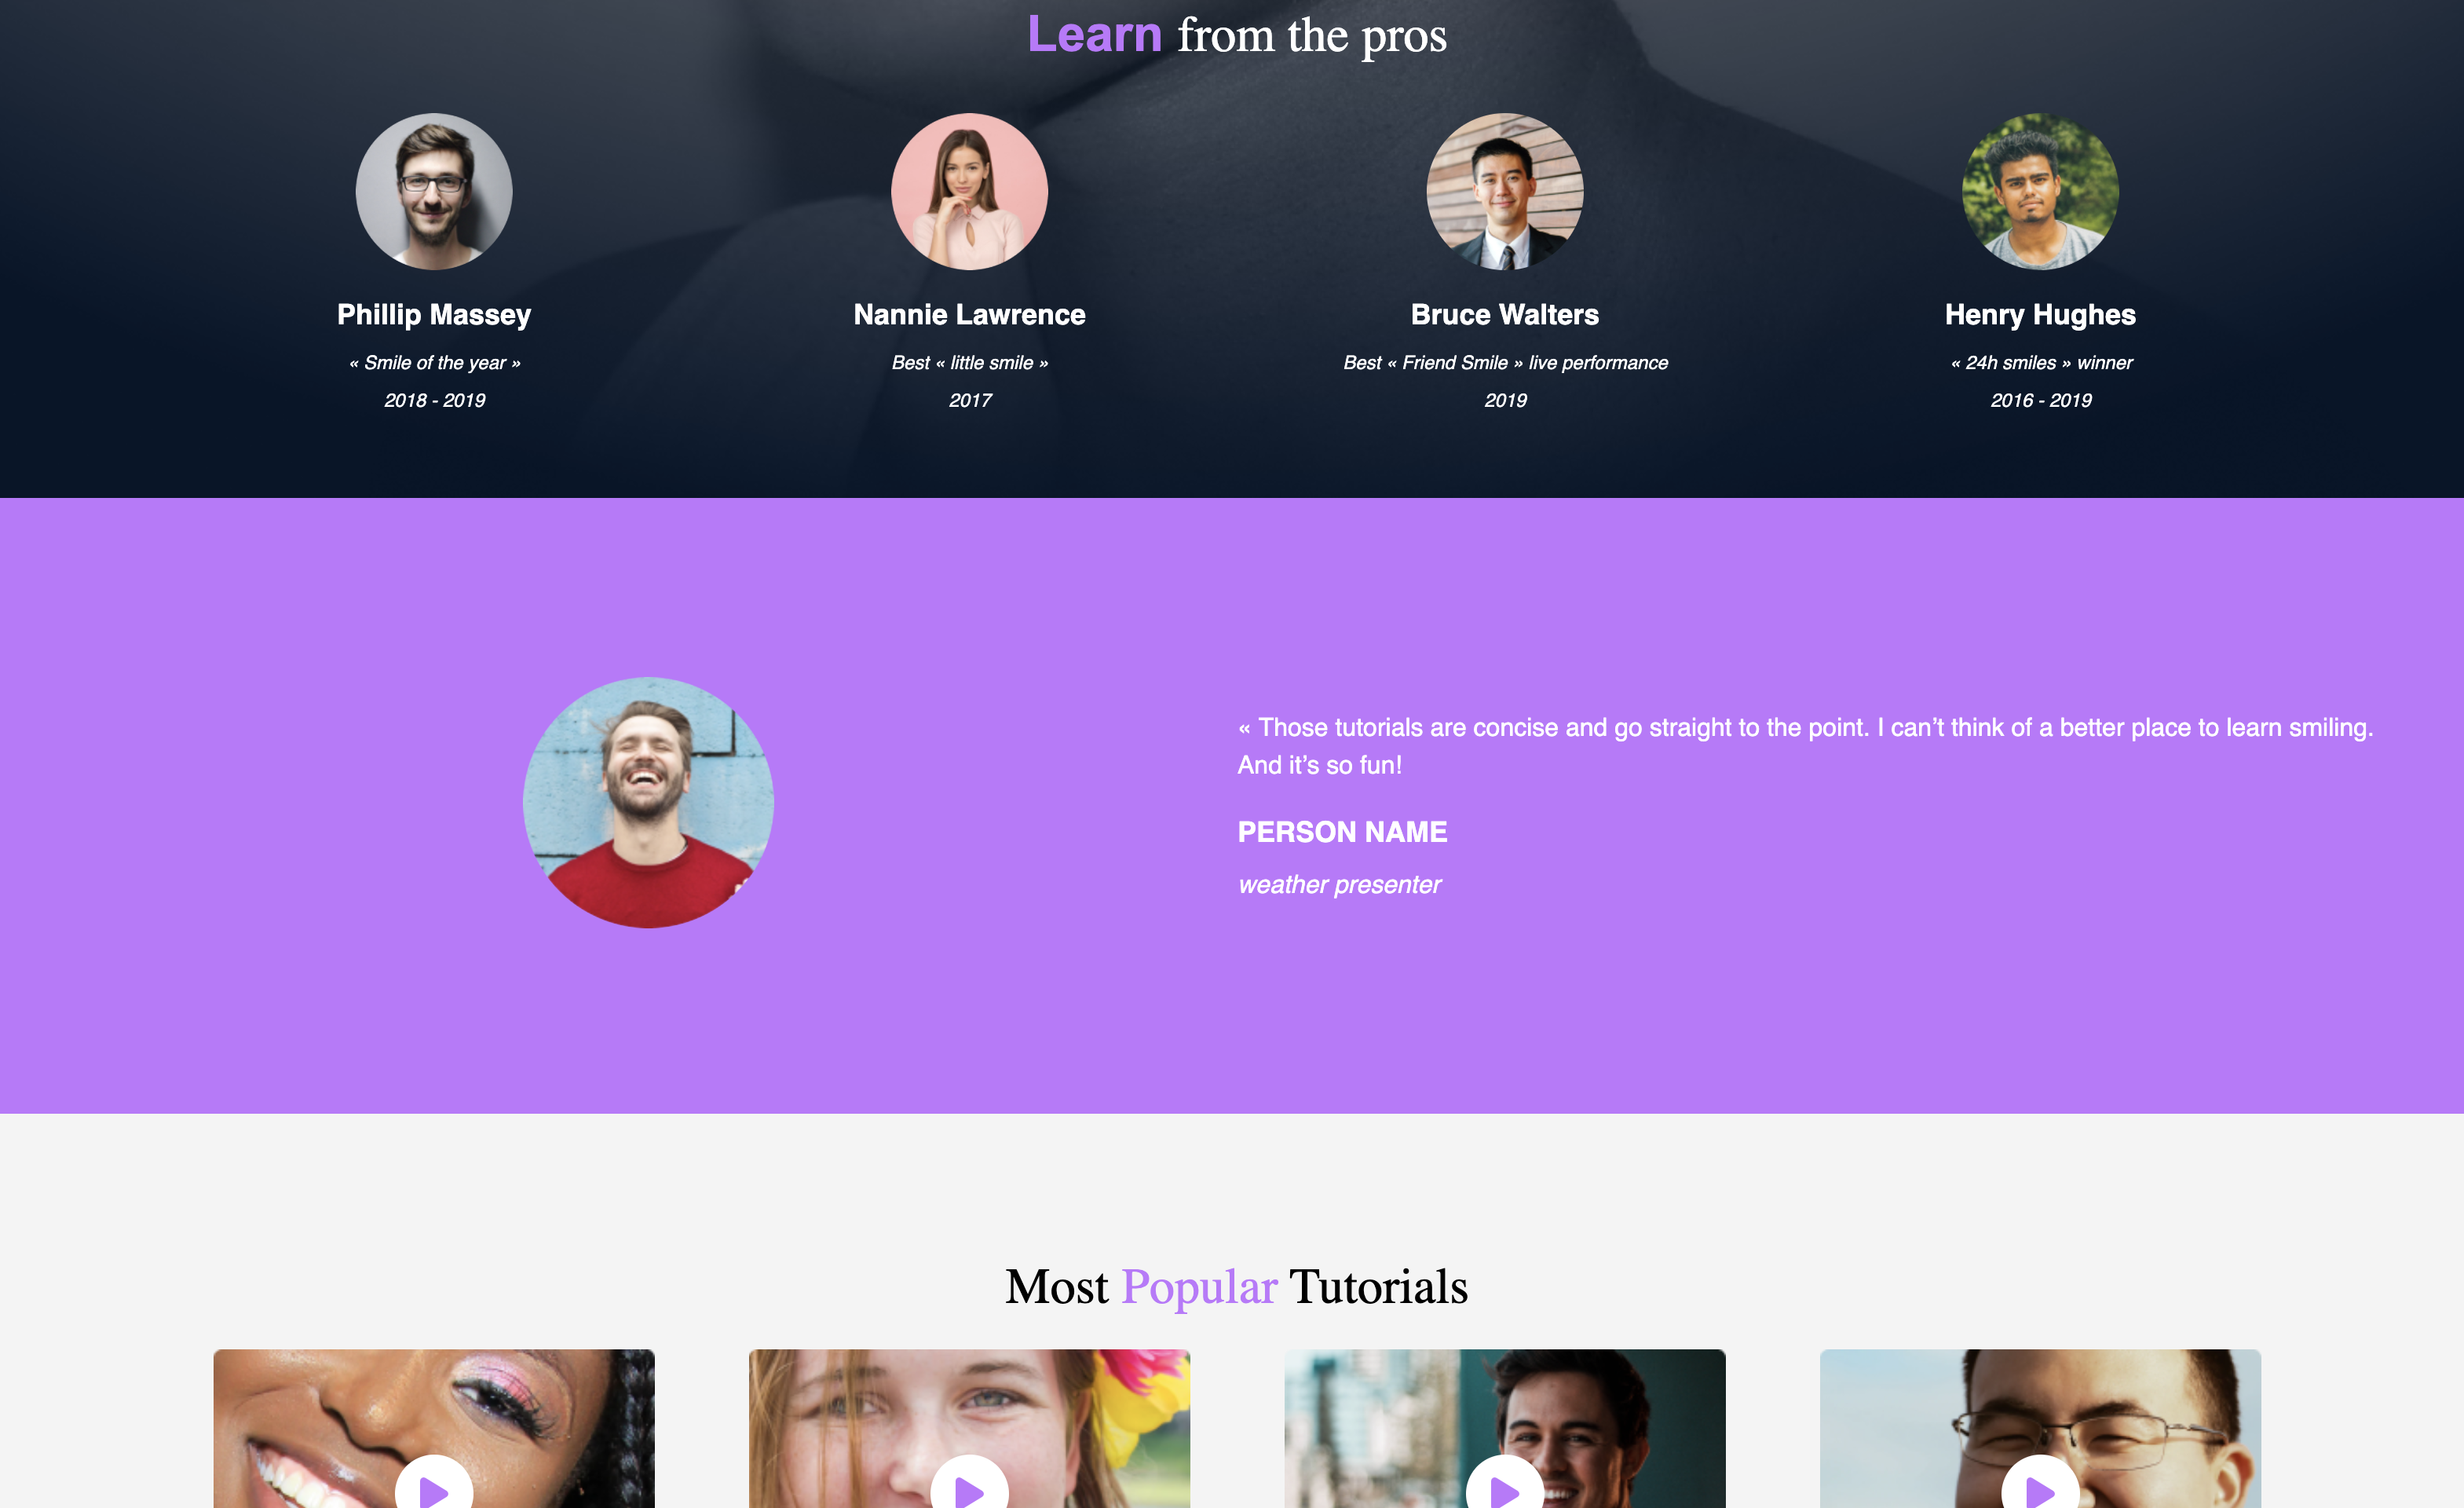 Learn from the pros
Phillip Massey
« Smile of the year »
2018 - 2019
Nannie Lawrence
Best « little smile »
2017
Bruce Walters
Best « Friend Smile » live performance
2019
Henry Hughes
« 24h smiles » winner
2016 - 2019
« Those tutorials are concise and go straight to the point. I can’t think of a better place to learn smiling.
And it’s so fun!
PERSON NAME
weather presenter
Most Popular Tutorials